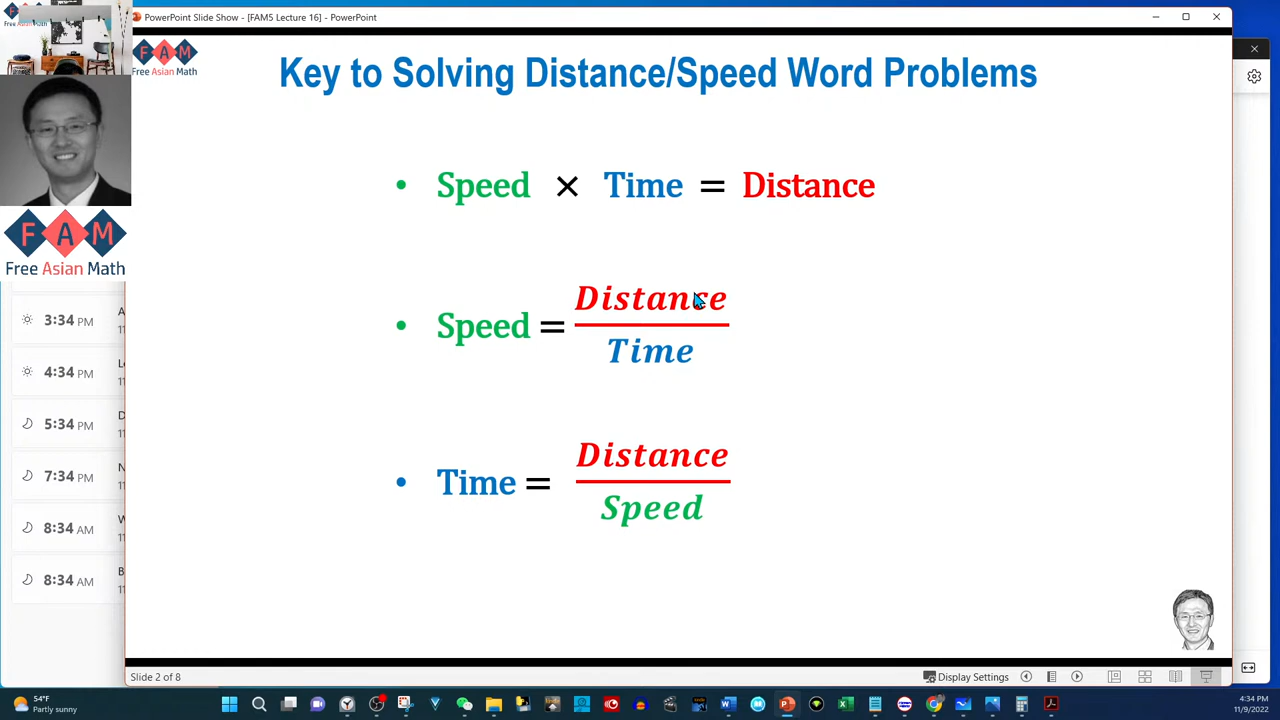 PowerPoint Slide Show - [FAM5 Lecture 16] - PowerPoint
FAM
Free Asian Math
Key to Solving Distance/Speed Word Problems
• Speed × Time = Distance
• Speed = Distance
Time
• Time = Distance
Speed
F A M
Free Asian Math
3:34 PM
4:34 PM
5:34 PM
7:34 PM
8:34 AM
8:34 AM
Slide 2 of 8
Display Settings
54°F
Partly sunny
4:34 PM
11/9/2022